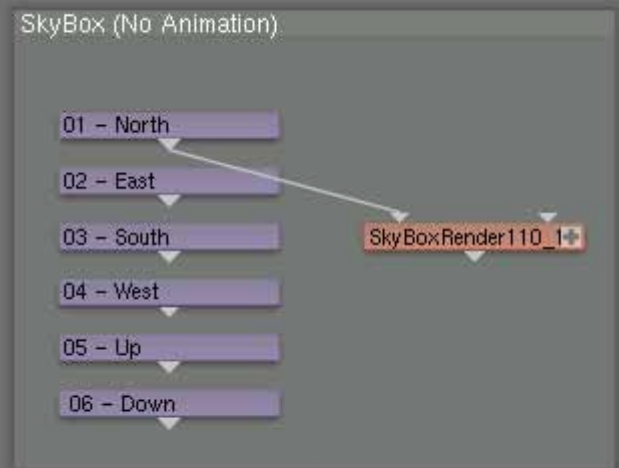 SkyBox (No Animation)
01 - North
02 - East
03 - South
SkyBoxRender110_1
04 - West
05 - Up
06 - Down